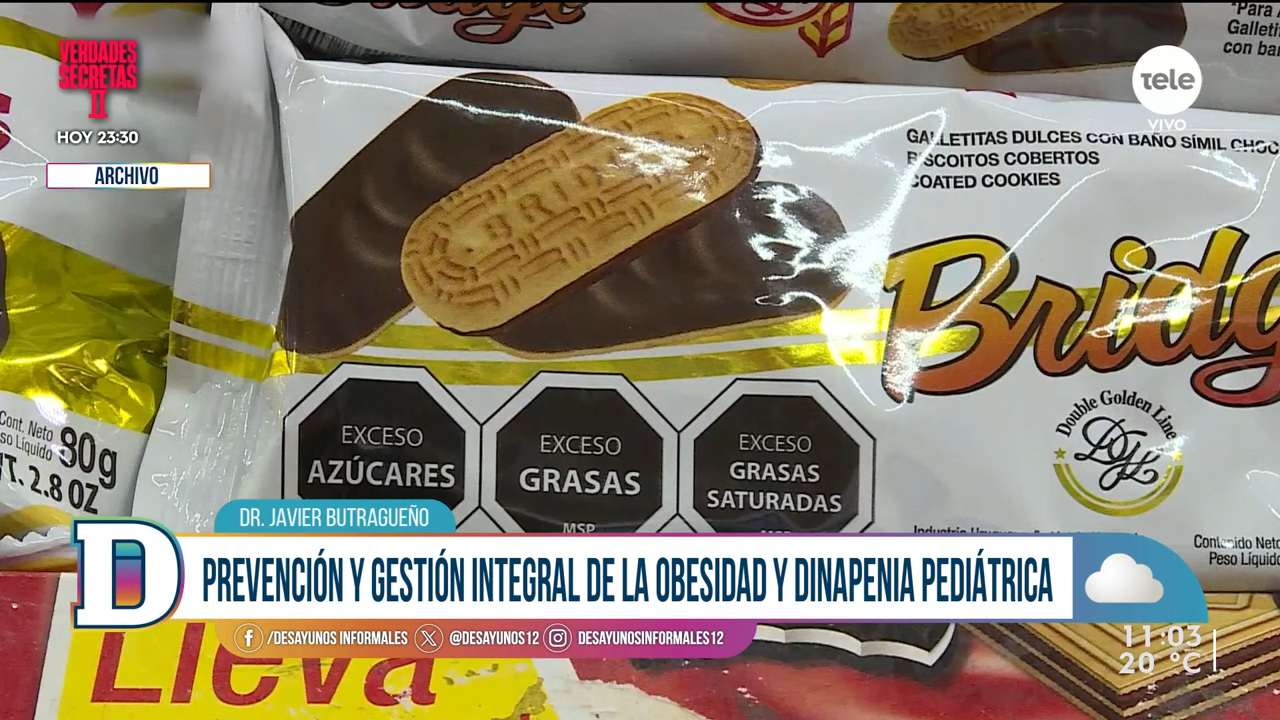 VERDADES
SECRETAS
II
HOY 23:30
ARCHIVO
tele
VIVO
*Para
GALLETITAS DULCES CON BAÑO SÍMIL CHOC
BISCOITOS COBERTOS
COATED COOKIES
BRID
Bridg
Double Golden Line
DGL
Cont. Neto
80g
2.8 OZ
EXCESO
AZÚCARES
EXCESO
GRASAS
MSP
EXCESO
GRASAS
SATURADAS
Contenido Neto
Peso Líquido
DR. JAVIER BUTRAGUEÑO
D
PREVENCIÓN Y GESTIÓN INTEGRAL DE LA OBESIDAD Y DINAPENIA PEDIÁTRICA
/DESAYUNOS INFORMALES
@DESAYUNOS12
DESAYUNOSINFORMALES12
11:03
20 °C
Lleva